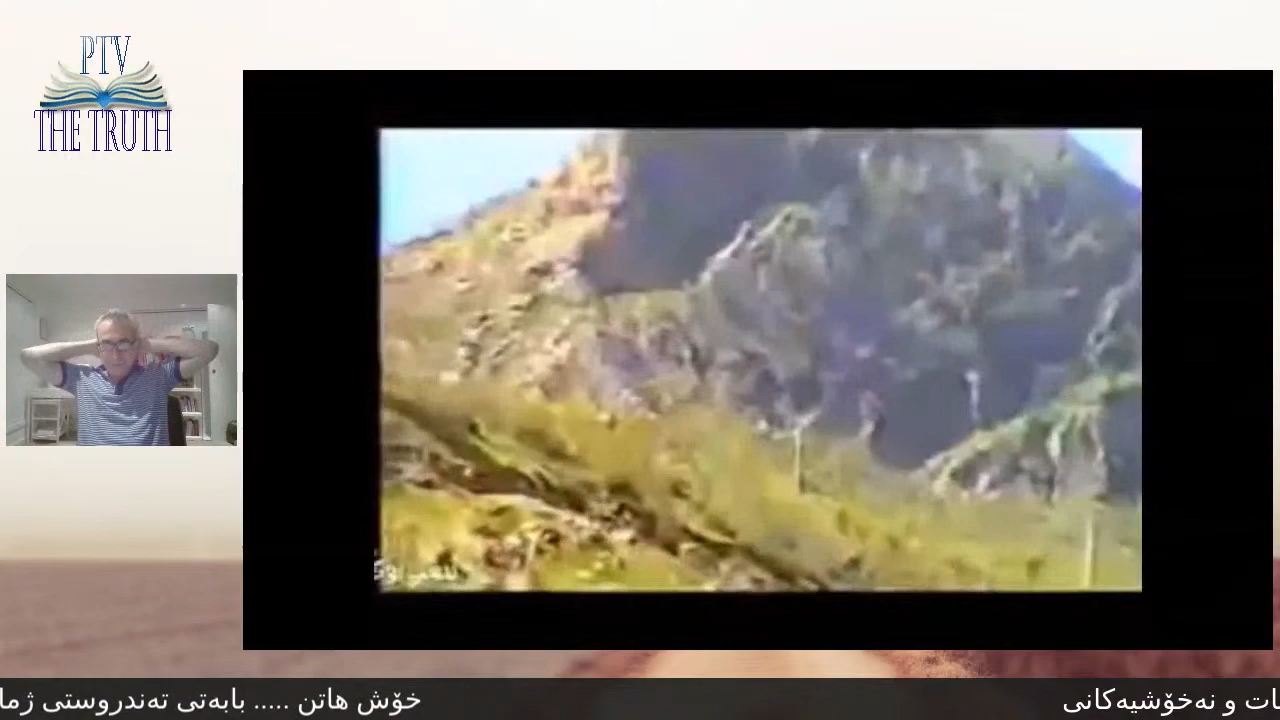 PTV
THE TRUTH
خۆش هاتن ..... بابەتی تەندروستی ژما
ات و نەخۆشیەکانی